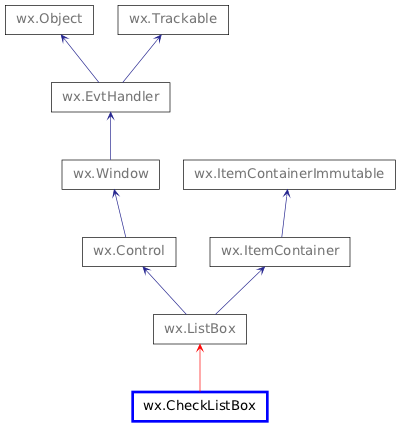 wx.Object
wx.Trackable
wx.EvtHandler
wx.Window
wx.ItemContainerImmutable
wx.Control
wx.ItemContainer
wx.ListBox
wx.CheckListBox